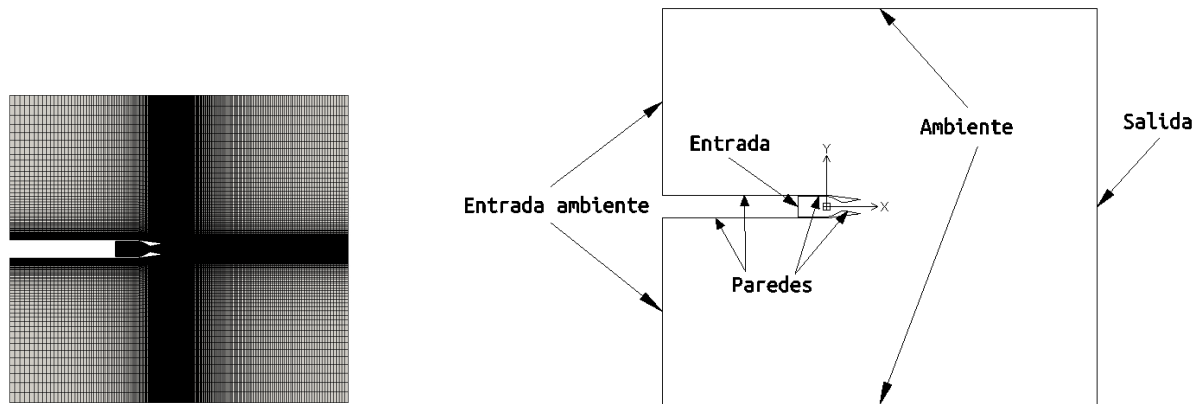 Ambiente
Salida
Entrada
Y
Entrada ambiente
X
Paredes